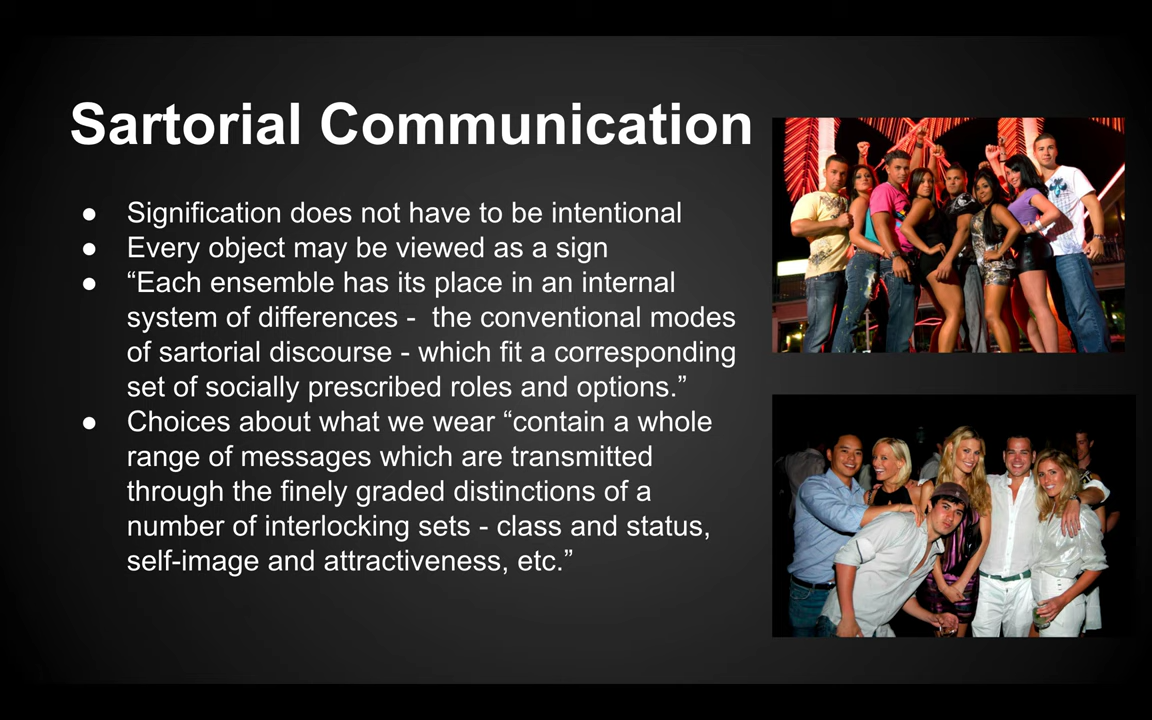 Sartorial Communication
● Signification does not have to be intentional
● Every object may be viewed as a sign
● “Each ensemble has its place in an internal
system of differences -  the conventional modes
of sartorial discourse - which fit a corresponding
set of socially prescribed roles and options.”
● Choices about what we wear “contain a whole
range of messages which are transmitted
through the finely graded distinctions of a
number of interlocking sets - class and status,
self-image and attractiveness, etc.”